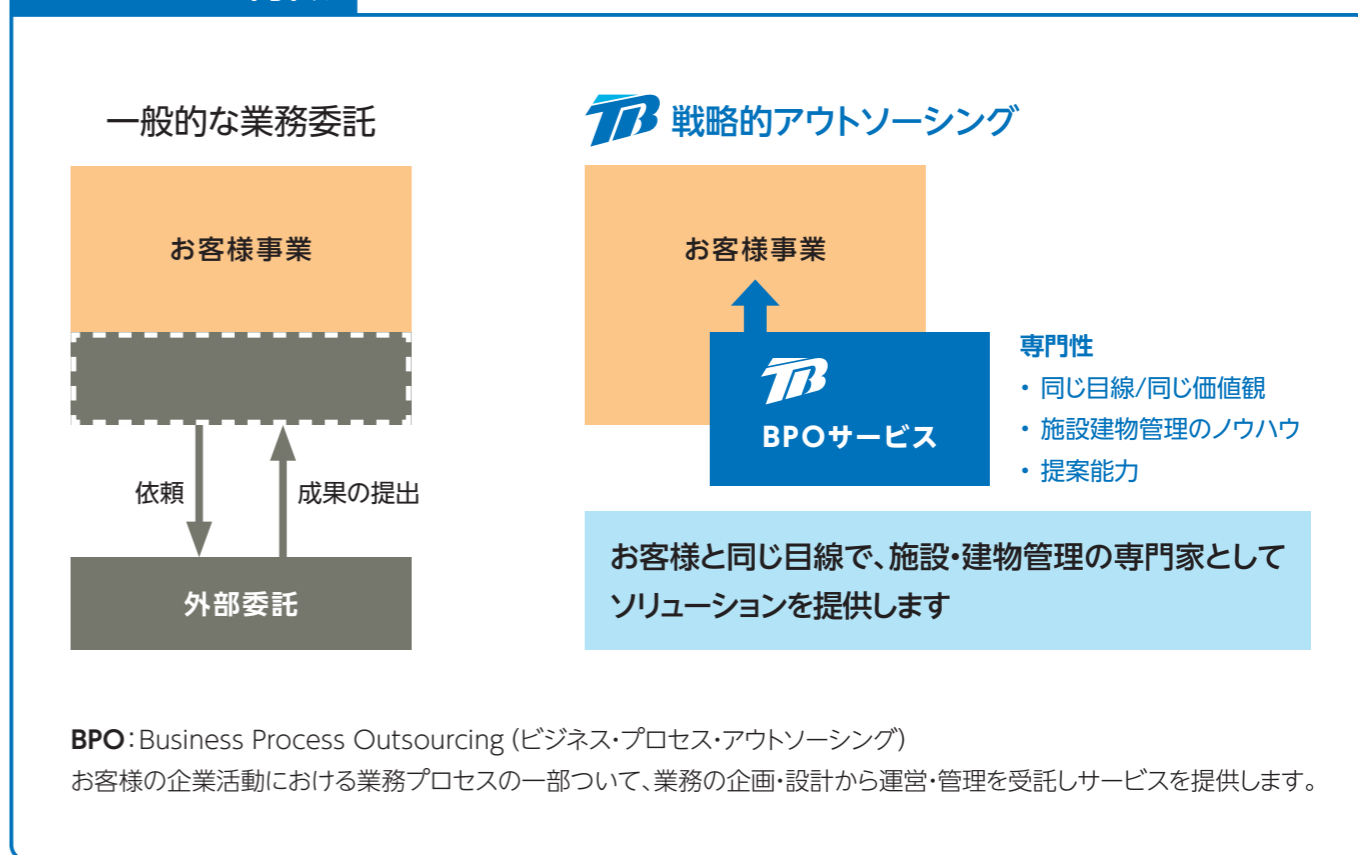 一般的な業務委託
お客様事業
依頼
成果の提出
外部委託
TB 戦略的アウトソーシング
お客様事業
TB
BPOサービス
専門性
・同じ目線/同じ価値観
・施設建物管理のノウハウ
・提案能力
お客様と同じ目線で、施設・建物管理の専門家として
ソリューションを提供します
BPO：Business Process Outsourcing (ビジネス・プロセス・アウトソーシング)
お客様の企業活動における業務プロセスの一部ついて、業務の企画・設計から運営・管理を受託しサービスを提供します。